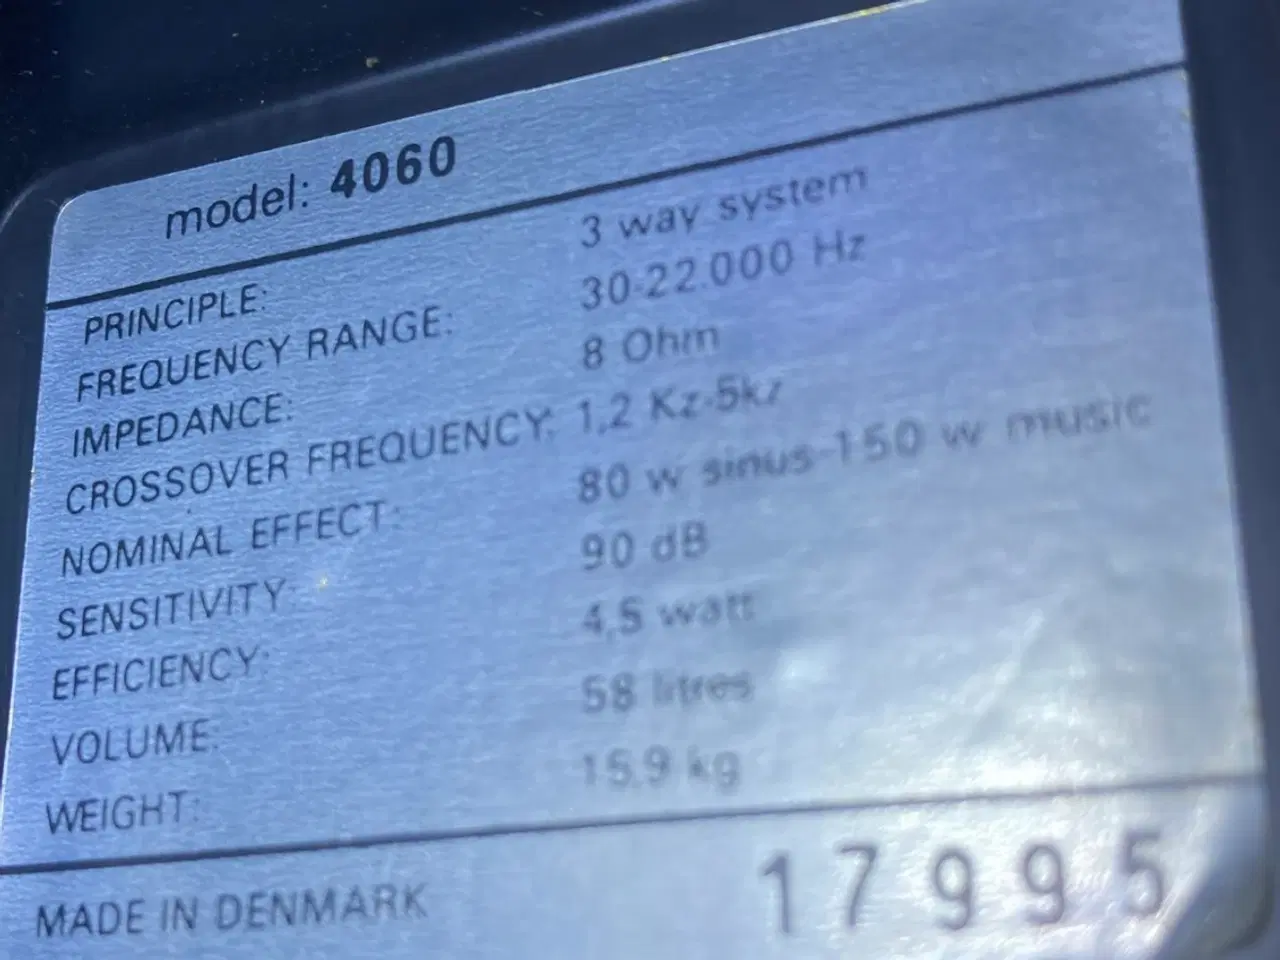 model: 4060
PRINCIPLE: 3 way system
FREQUENCY RANGE: 30-22.000 Hz
IMPEDANCE: 8 Ohm
CROSSOVER FREQUENCY: 1,2 Kz-5kz
NOMINAL EFFECT: 80 w sinus-150 w music
SENSITIVITY: 90 dB
EFFICIENCY: 4,5 watt
VOLUME: 58 litres
WEIGHT: 15,9 kg
MADE IN DENMARK 17995